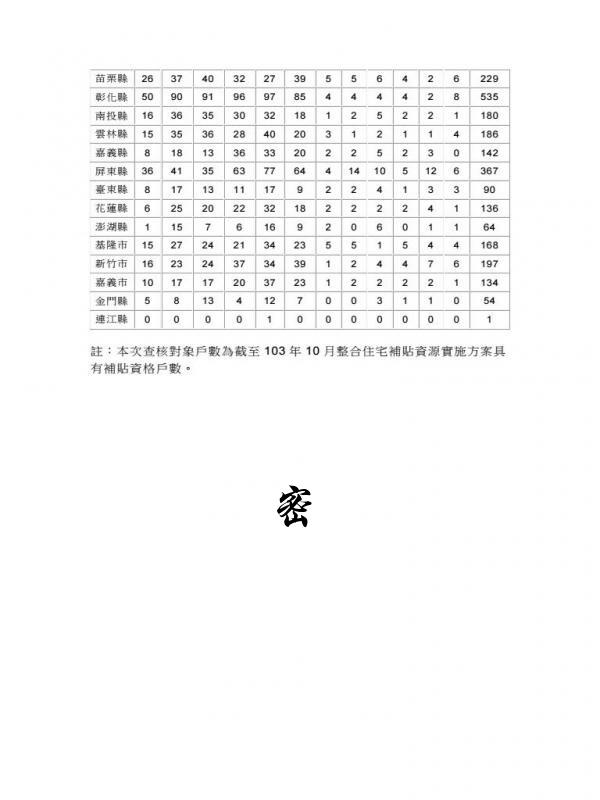 苗栗縣 26 37 40 32 27 39 5 5 6 4 2 6 229
彰化縣 50 90 91 96 97 85 4 4 4 4 2 8 535
南投縣 16 36 35 30 32 18 1 2 5 2 2 1 180
雲林縣 15 35 36 28 40 20 3 1 2 1 1 4 186
嘉義縣 8 18 13 36 33 20 2 2 5 2 3 0 142
屏東縣 36 41 35 63 77 64 4 14 10 5 12 6 367
臺東縣 8 17 13 11 17 9 2 2 4 1 3 3 90
花蓮縣 6 25 20 22 32 18 2 2 2 2 4 1 136
澎湖縣 1 15 7 6 16 9 2 0 6 0 1 1 64
基隆市 15 27 24 21 34 23 5 5 1 5 4 4 168
新竹市 16 23 24 37 34 39 1 2 4 4 7 6 197
嘉義市 10 17 17 20 37 23 1 2 2 2 2 1 134
金門縣 5 8 13 4 12 7 0 0 3 1 1 0 54
連江縣 0 0 0 0 1 0 0 0 0 0 0 0 1
註：本次查核對象戶數為截至 103 年 10 月整合住宅補貼資源實施方案具
有補貼資格戶數。
密